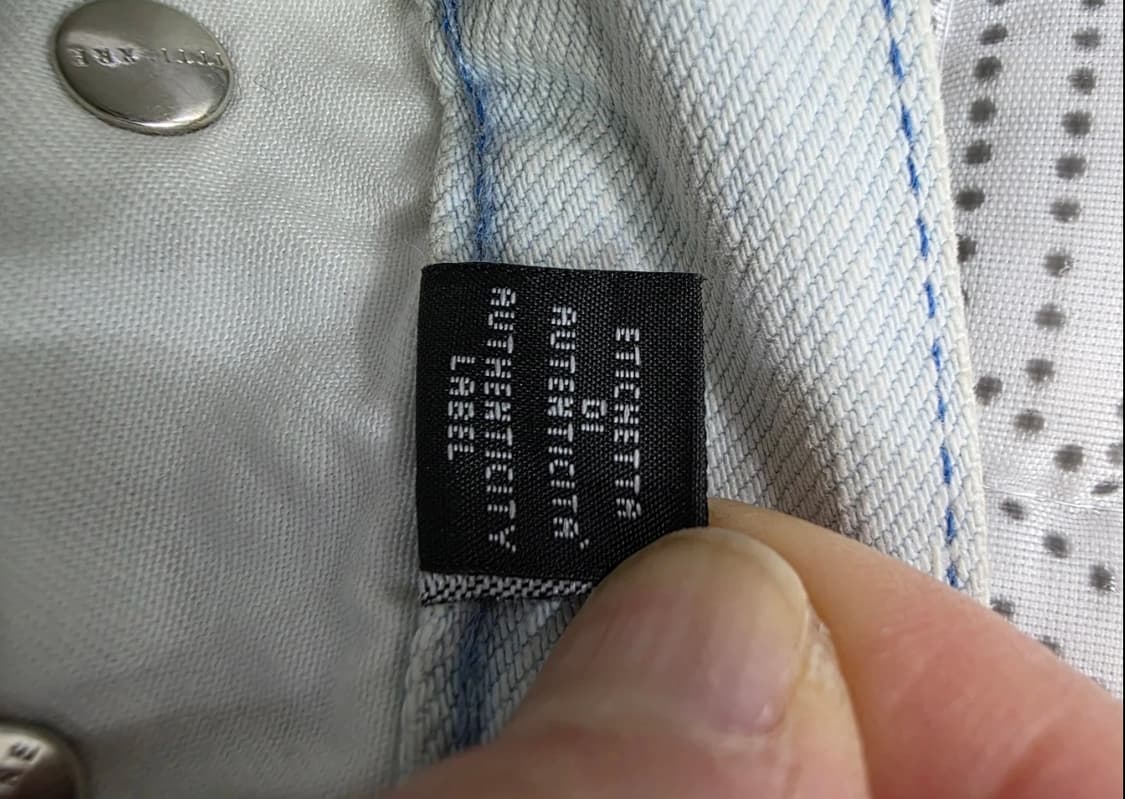 ETICHETTA
DI
AUTENTICITA'
AUTHENTICITY
LABEL